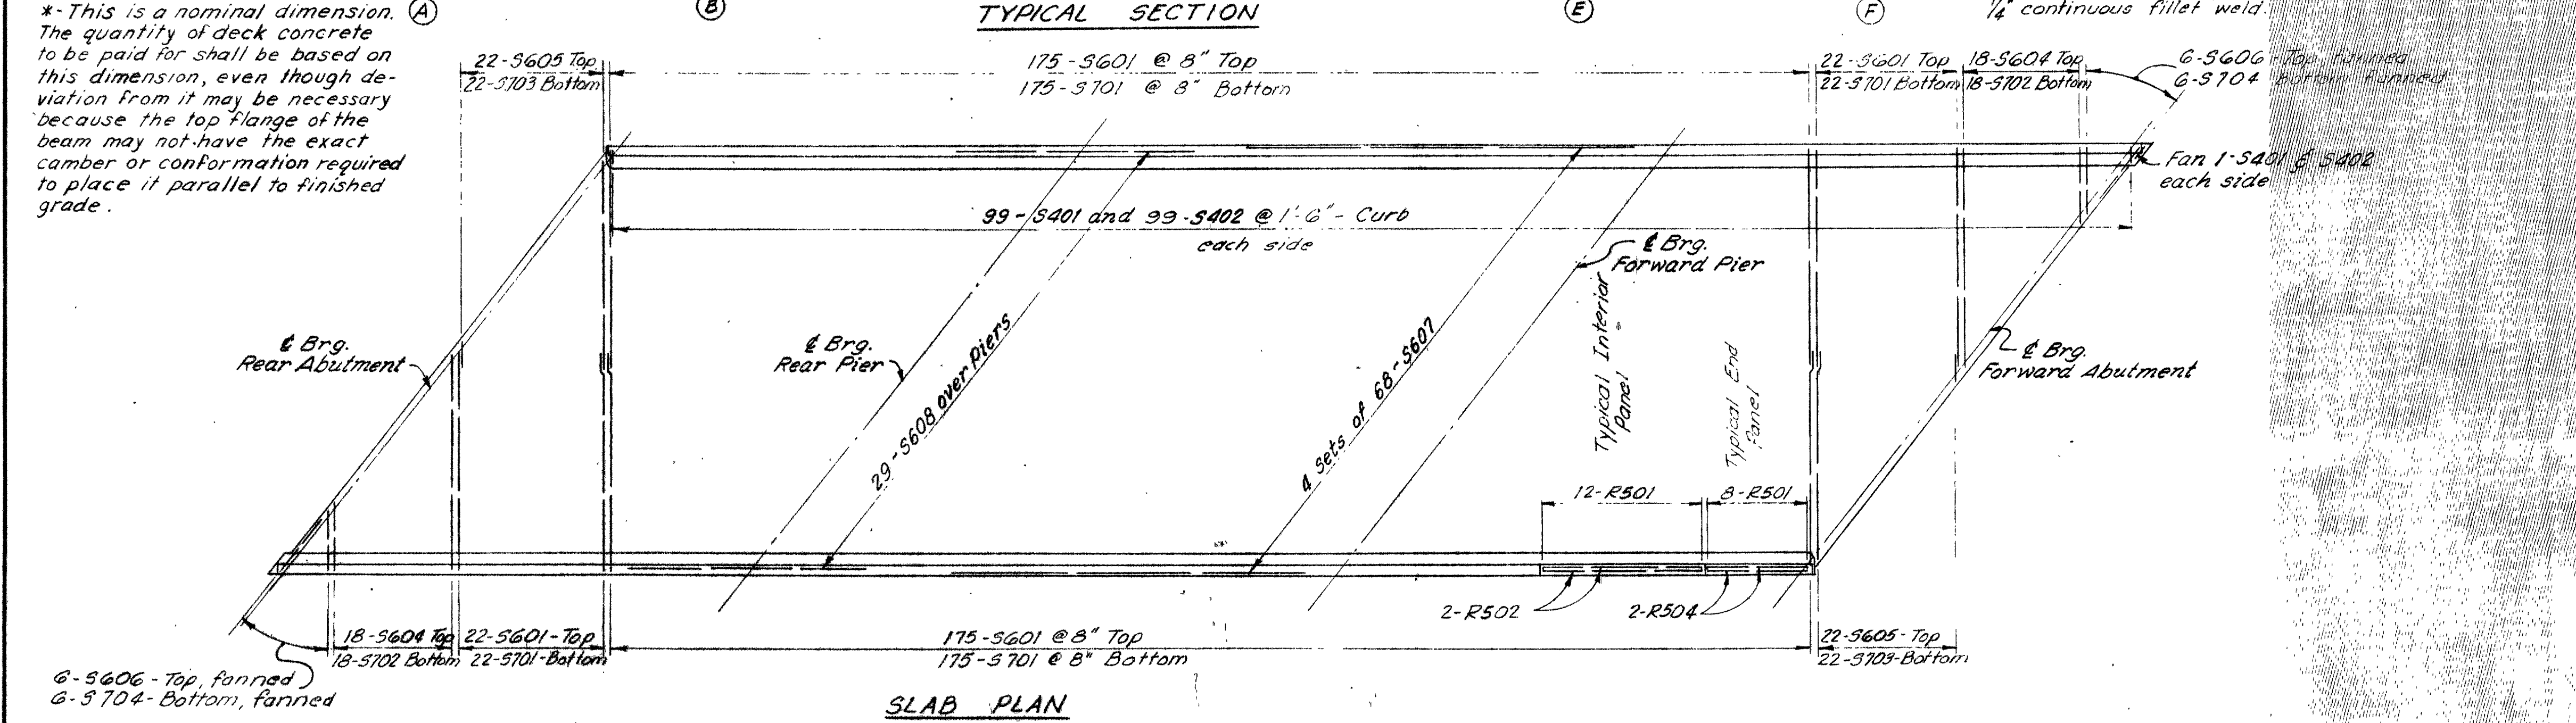 *- This is a nominal dimension.
The quantity of deck concrete
to be paid for shall be based on
this dimension, even though de-
viation from it may be necessary
because the top flange of the
beam may not have the exact
camber or conformation required
to place it parallel to finished
grade.
A
B
TYPICAL SECTION
E
F
1/4" continuous fillet weld.
22-S605 Top
22-S703 Bottom
175-S601 @ 8" Top
175-S701 @ 8" Bottom
22-S601 Top
22-S701 Bottom
18-S604 Top
18-S702 Bottom
6-S606 - Top, fanned
6-S704 Bottom, fanned
Fan 1-S401 & S402
each side
99-S401 and 99-S402 @ 1'-6" - Curb
each side
℄ Brg.
Forward Pier
℄ Brg.
Rear Abutment
℄ Brg.
Rear Pier
29-S608 over Piers
4 Sets of 68-S607
Typical Interior
Panel
Typical End
Panel
℄ Brg.
Forward Abutment
12-R501
8-R501
2-R502
2-R504
18-S604 Top
18-S702 Bottom
22-S601-Top
22-S701-Bottom
175-S601 @ 8" Top
175-S701 @ 8" Bottom
22-S605-Top
22-S703-Bottom
6-S606-Top, fanned
6-S704-Bottom, fanned
SLAB PLAN